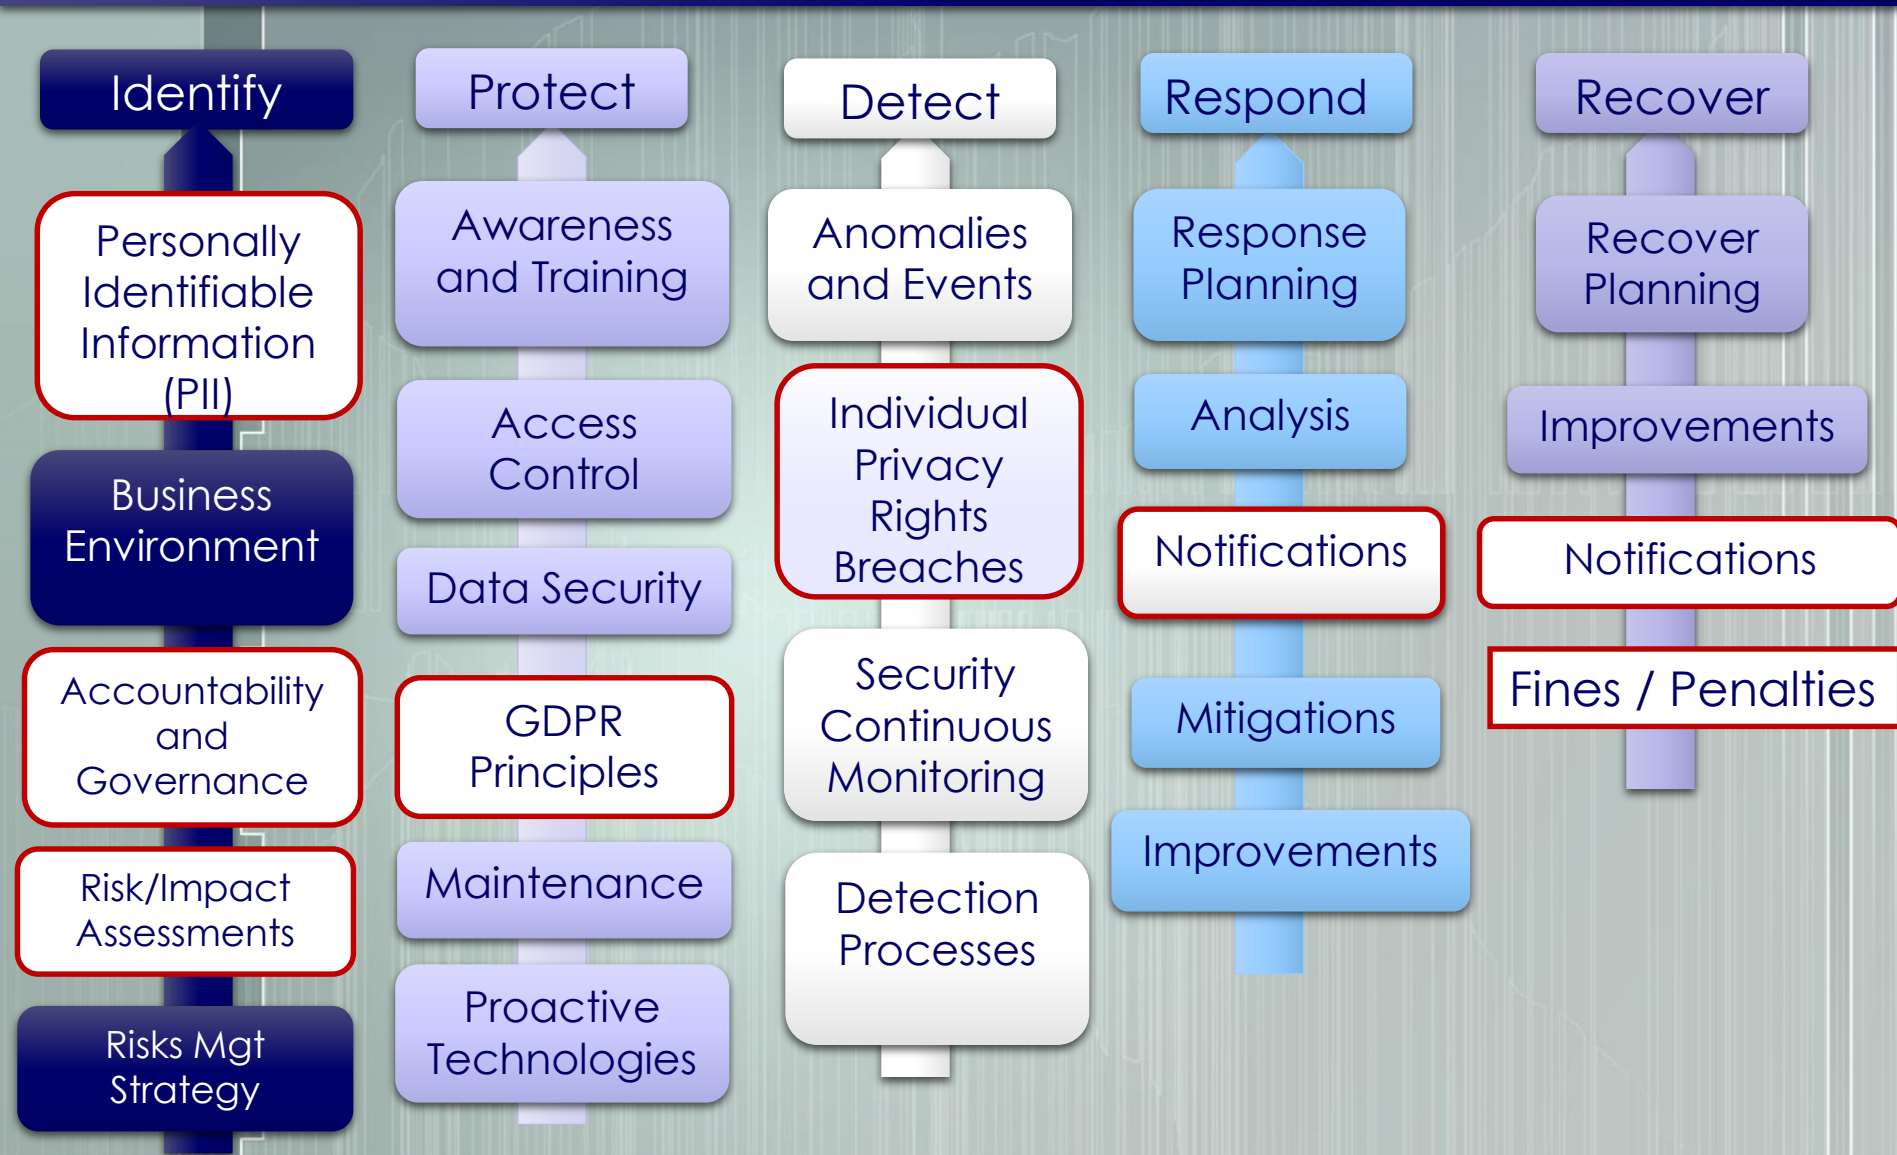 Identify
Personally
Identifiable
Information
(PII)
Business
Environment
Accountability
and
Governance
Risk/Impact
Assessments
Risks Mgt
Strategy
Protect
Awareness
and Training
Access
Control
Data Security
GDPR
Principles
Maintenance
Proactive
Technologies
Detect
Anomalies
and Events
Individual
Privacy
Rights
Breaches
Security
Continuous
Monitoring
Detection
Processes
Respond
Response
Planning
Analysis
Notifications
Mitigations
Improvements
Recover
Recover
Planning
Improvements
Notifications
Fines / Penalties